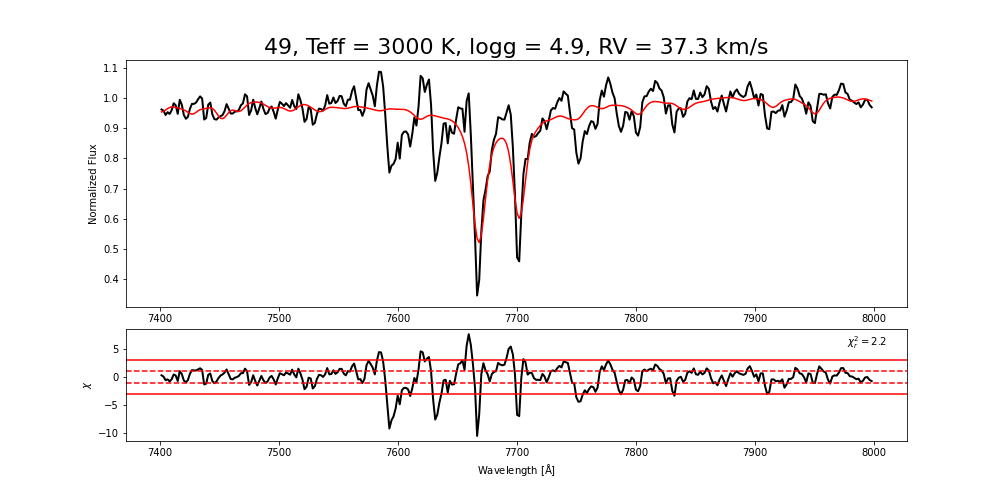 49, Teff = 3000 K, logg = 4.9, RV = 37.3 km/s
1.1
1.0
0.9
0.8
0.7
0.6
0.5
0.4
Normalized Flux
7400 7500 7600 7700 7800 7900 8000
χ²ᵣ = 2.2
5
0
−5
−10
χ
7400 7500 7600 7700 7800 7900 8000
Wavelength [Å]